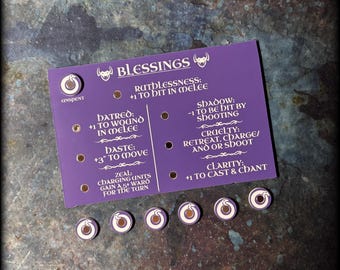 BLESSINGS
UNSPENT
RUTHLESSNESS:
+1 TO HIT IN MELEE
HATRED:
+1 TO WOUND
IN MELEE
HASTE:
+3" TO MOVE
ZEAL:
CHARGING UNITS
GAIN A 5+ WARD
FOR THE TURN
SHADOW:
-1 TO BE HIT BY
SHOOTING
CRUELTY:
RETREAT, CHARGE/
AND OR SHOOT
CLARITY:
+1 TO CAST & CHANT